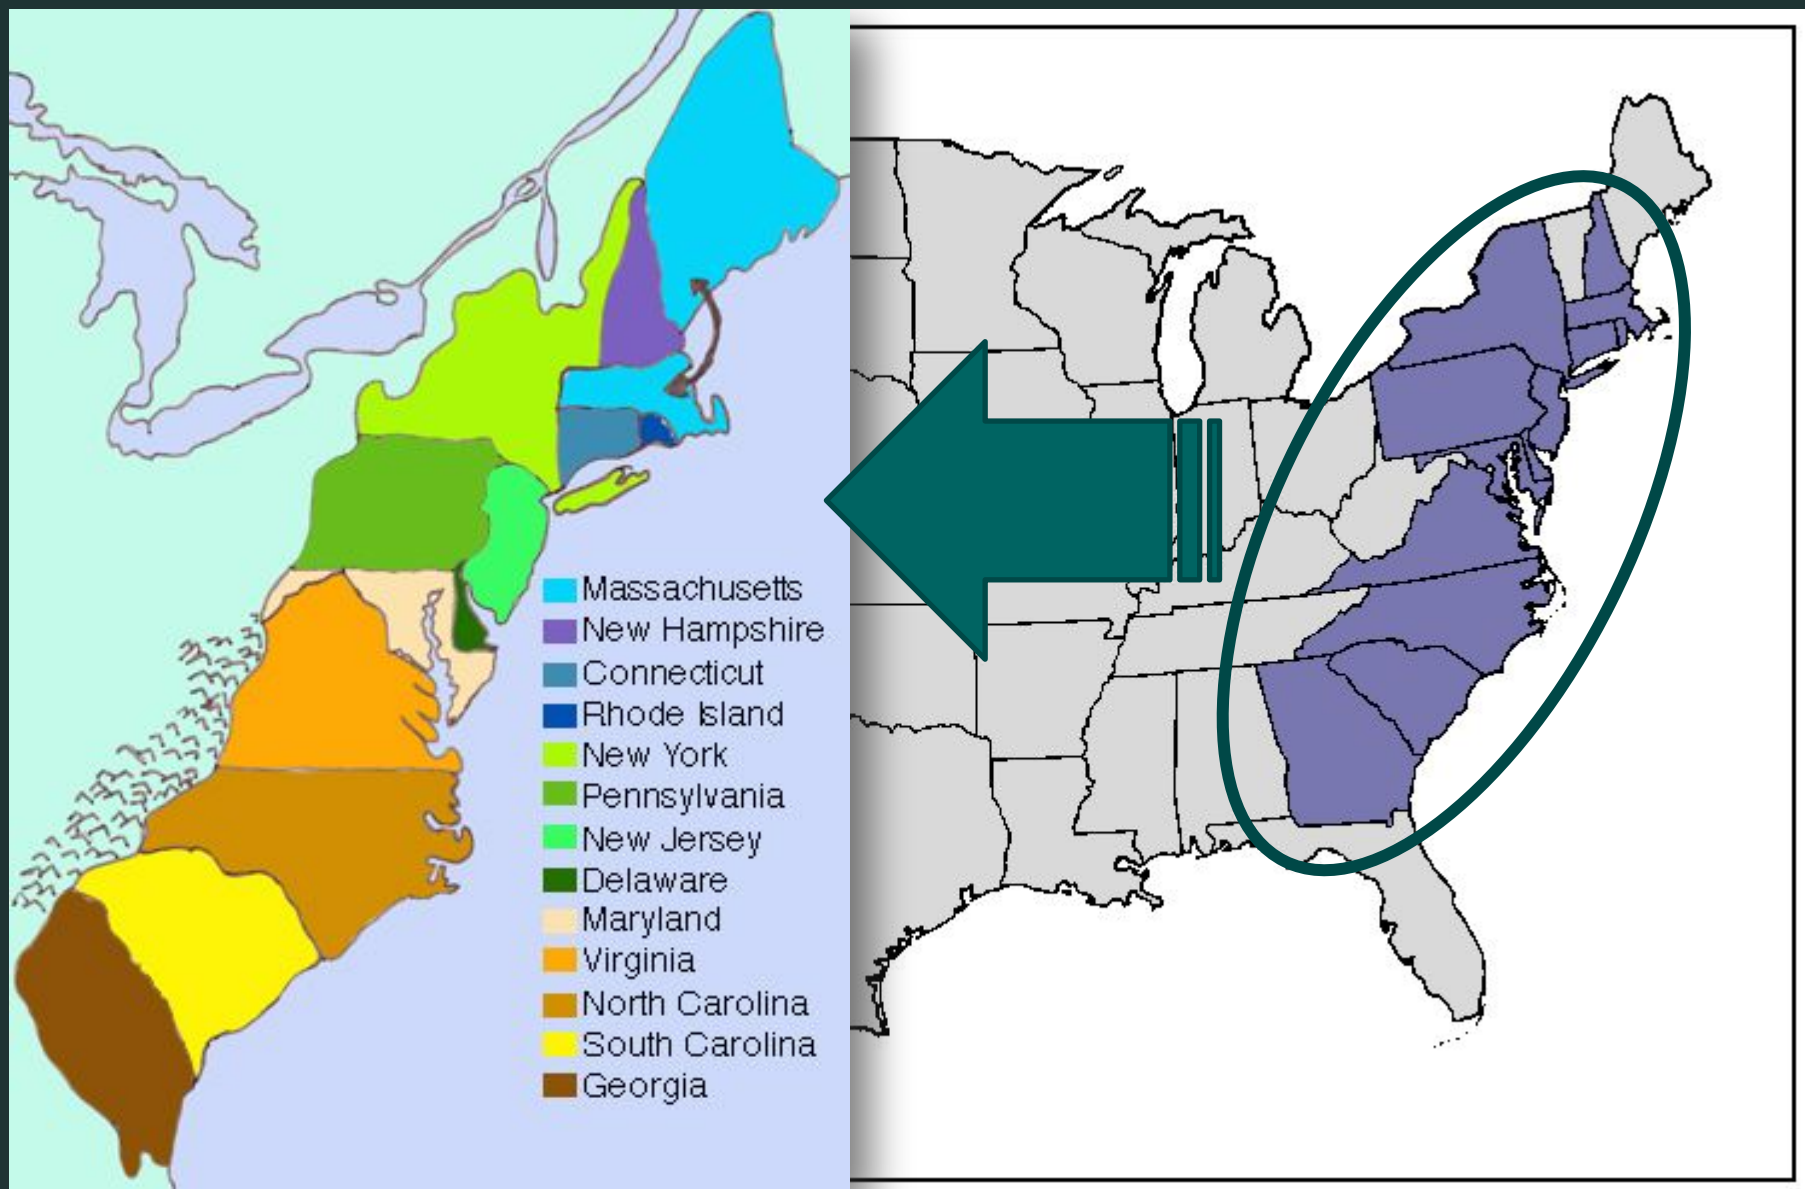 Massachusetts
New Hampshire
Connecticut
Rhode Island
New York
Pennsylvania
New Jersey
Delaware
Maryland
Virginia
North Carolina
South Carolina
Georgia